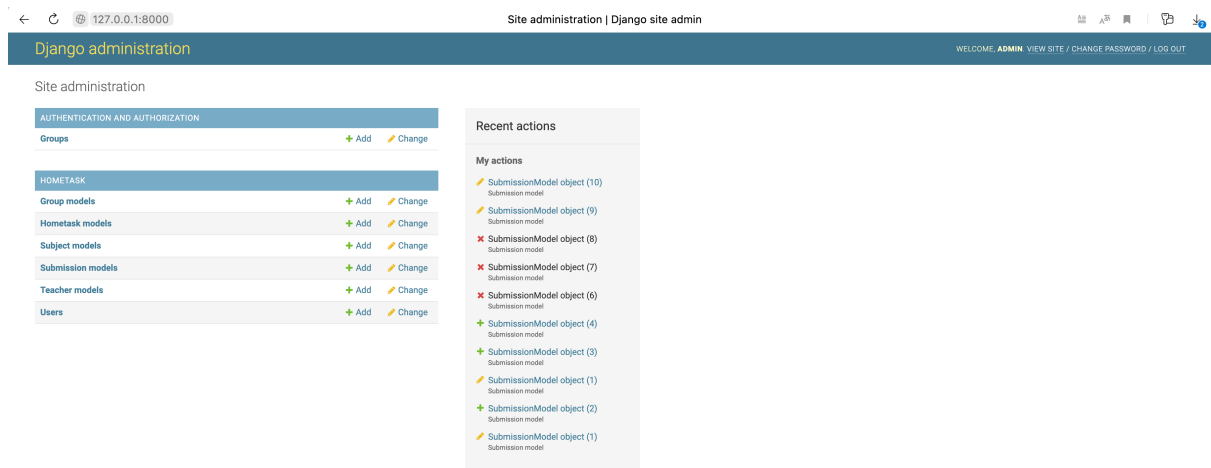 127.0.0.1:8000
Site administration | Django site admin
2
Django administration
WELCOME, ADMIN. VIEW SITE / CHANGE PASSWORD / LOG OUT
Site administration
AUTHENTICATION AND AUTHORIZATION
Groups + Add Change
HOMETASK
Group models + Add Change
Hometask models + Add Change
Subject models + Add Change
Submission models + Add Change
Teacher models + Add Change
Users + Add Change
Recent actions
My actions
SubmissionModel object (10)
Submission model
SubmissionModel object (9)
Submission model
SubmissionModel object (8)
Submission model
SubmissionModel object (7)
Submission model
SubmissionModel object (6)
Submission model
SubmissionModel object (4)
Submission model
SubmissionModel object (3)
Submission model
SubmissionModel object (1)
Submission model
SubmissionModel object (2)
Submission model
SubmissionModel object (1)
Submission model